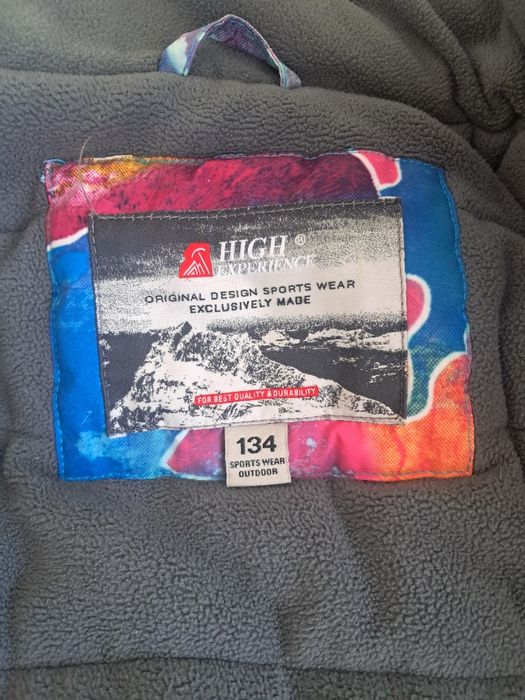 HIGH ®
EXPERIENCE
ORIGINAL DESIGN SPORTS WEAR
EXCLUSIVELY MADE
FOR BEST QUALITY & DURABILITY
134
SPORTS WEAR
OUTDOOR